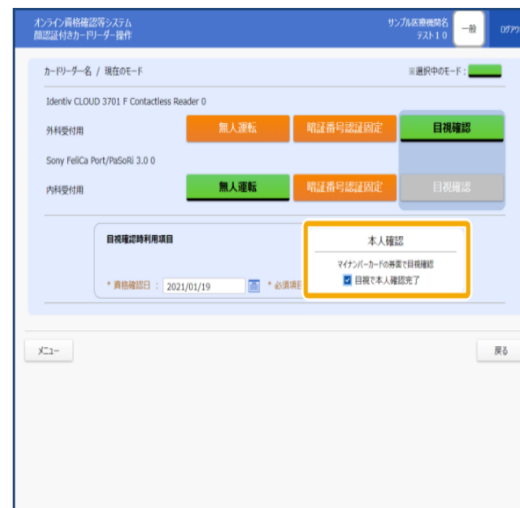 オンライン資格確認等システム
顔認証付きカードリーダー操作
サンプル医療機関名
テスト10
一般
ログアウ
カードリーダー名 / 現在のモード
※選択中のモード:
Identiv CLOUD 3701 F Contactless Reader 0
外科受付用
無人運転
暗証番号認証固定
目視確認
Sony FeliCa Port/PaSoRi 3.0 0
内科受付用
無人運転
暗証番号認証固定
目視確認
目視確認時利用項目
* 資格確認日 : 2021/01/19
* 必須項目
本人確認
マイナンバーカードの券面で目視確認
目視で本人確認完了
メニュー
戻る